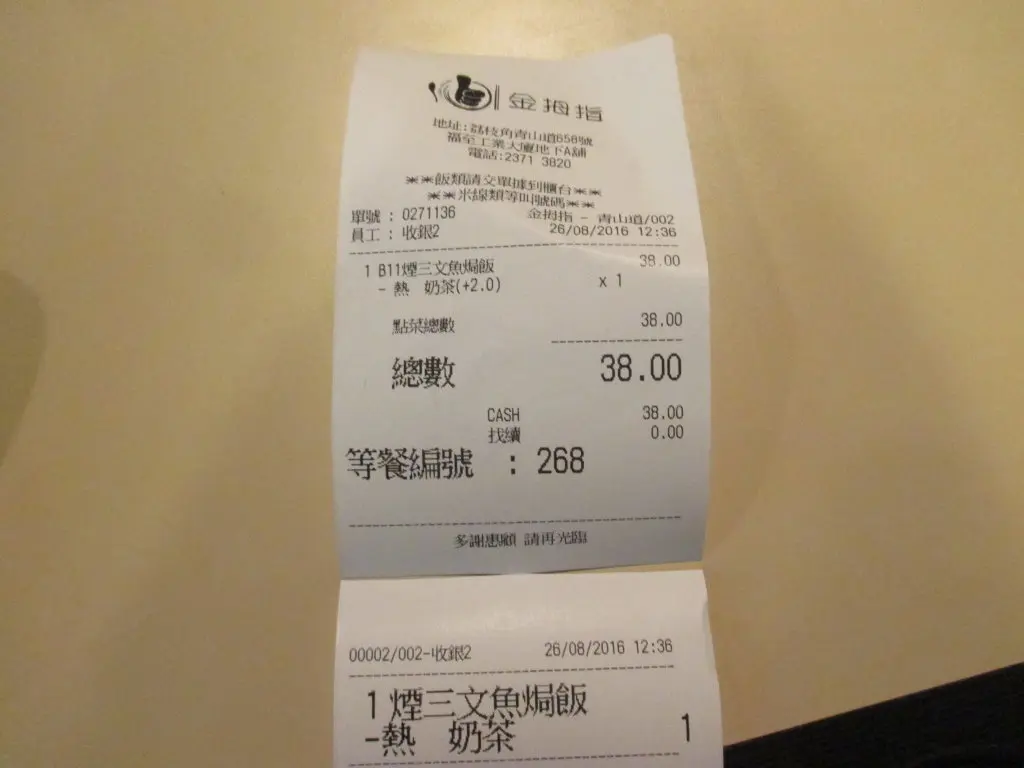 金拇指
地址:荔枝角青山道658號
福至工業大廈地下A舖
電話:2371 3820
**飯類請交單據到櫃台**
**米線類等叫號碼**
單號 : 0271136 金拇指 - 青山道/002
員工 : 收銀2 26/08/2016 12:36
1 B11煙三文魚焗飯 38.00
- 熱 奶茶(+2.0) x 1
點菜總數 38.00
總數 38.00
CASH 38.00
找續 0.00
等餐編號 : 268
多謝惠顧 請再光臨
00002/002-收銀2 26/08/2016 12:36
1 煙三文魚焗飯
-熱 奶茶 1